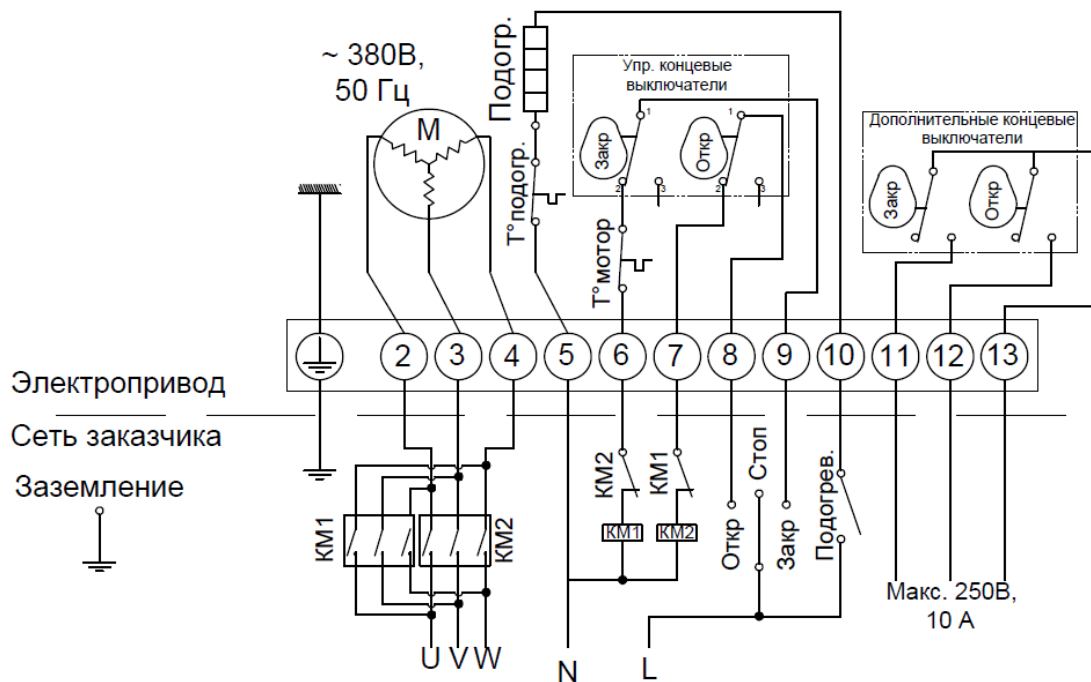 ~ 380В,
50 Гц
М
Подогр.
Т° подогр.
Упр. концевые
выключатели
Закр
1
2
3
Откр
1
2
3
Т° мотор
Дополнительные концевые
выключатели
Закр
Откр
2
3
4
5
6
7
8
9
10
11
12
13
Электропривод
Сеть заказчика
Заземление
КМ1
КМ2
КМ2
КМ1
КМ1
КМ2
Откр
Стоп
Закр
Подогрев.
Макс. 250В,
10 А
U V W
N
L